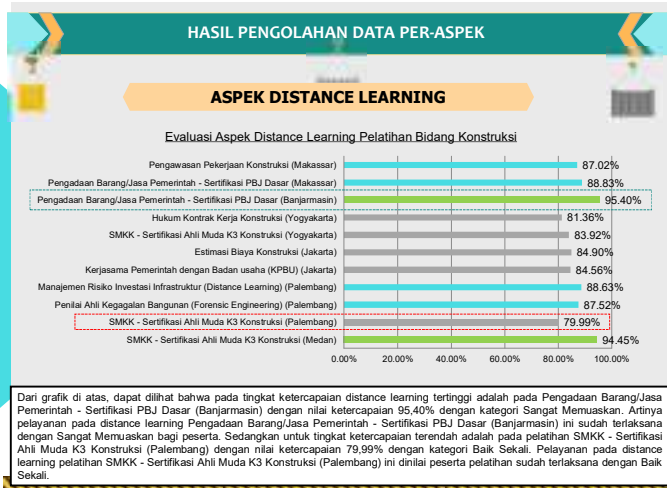 HASIL PENGOLAHAN DATA PER-ASPEK
ASPEK DISTANCE LEARNING
Evaluasi Aspek Distance Learning Pelatihan Bidang Konstruksi
Pengawasan Pekerjaan Konstruksi (Makassar) 87.02%
Pengadaan Barang/Jasa Pemerintah - Sertifikasi PBJ Dasar (Makassar) 88.83%
Pengadaan Barang/Jasa Pemerintah - Sertifikasi PBJ Dasar (Banjarmasin) 95.40%
Hukum Kontrak Kerja Konstruksi (Yogyakarta) 81.36%
SMKK - Sertifikasi Ahli Muda K3 Konstruksi (Yogyakarta) 83.92%
Estimasi Biaya Konstruksi (Jakarta) 84.90%
Kerjasama Pemerintah dengan Badan usaha (KPBU) (Jakarta) 84.56%
Manajemen Risiko Investasi Infrastruktur (Distance Learning) (Palembang) 88.63%
Penilai Ahli Kegagalan Bangunan (Forensic Engineering) (Palembang) 87.52%
SMKK - Sertifikasi Ahli Muda K3 Konstruksi (Palembang) 79.99%
SMKK - Sertifikasi Ahli Muda K3 Konstruksi (Medan) 94.45%
0.00% 20.00% 40.00% 60.00% 80.00% 100.00%
Dari grafik di atas, dapat dilihat bahwa pada tingkat ketercapaian distance learning tertinggi adalah pada Pengadaan Barang/Jasa
Pemerintah - Sertifikasi PBJ Dasar (Banjarmasin) dengan nilai ketercapaian 95,40% dengan kategori Sangat Memuaskan. Artinya
pelayanan pada distance learning Pengadaan Barang/Jasa Pemerintah - Sertifikasi PBJ Dasar (Banjarmasin) ini sudah terlaksana
dengan Sangat Memuaskan bagi peserta. Sedangkan untuk tingkat ketercapaian terendah adalah pada pelatihan SMKK - Sertifikasi
Ahli Muda K3 Konstruksi (Palembang) dengan nilai ketercapaian 79,99% dengan kategori Baik Sekali. Pelayanan pada distance
learning pelatihan SMKK - Sertifikasi Ahli Muda K3 Konstruksi (Palembang) ini dinilai peserta pelatihan sudah terlaksana dengan Baik
Sekali.